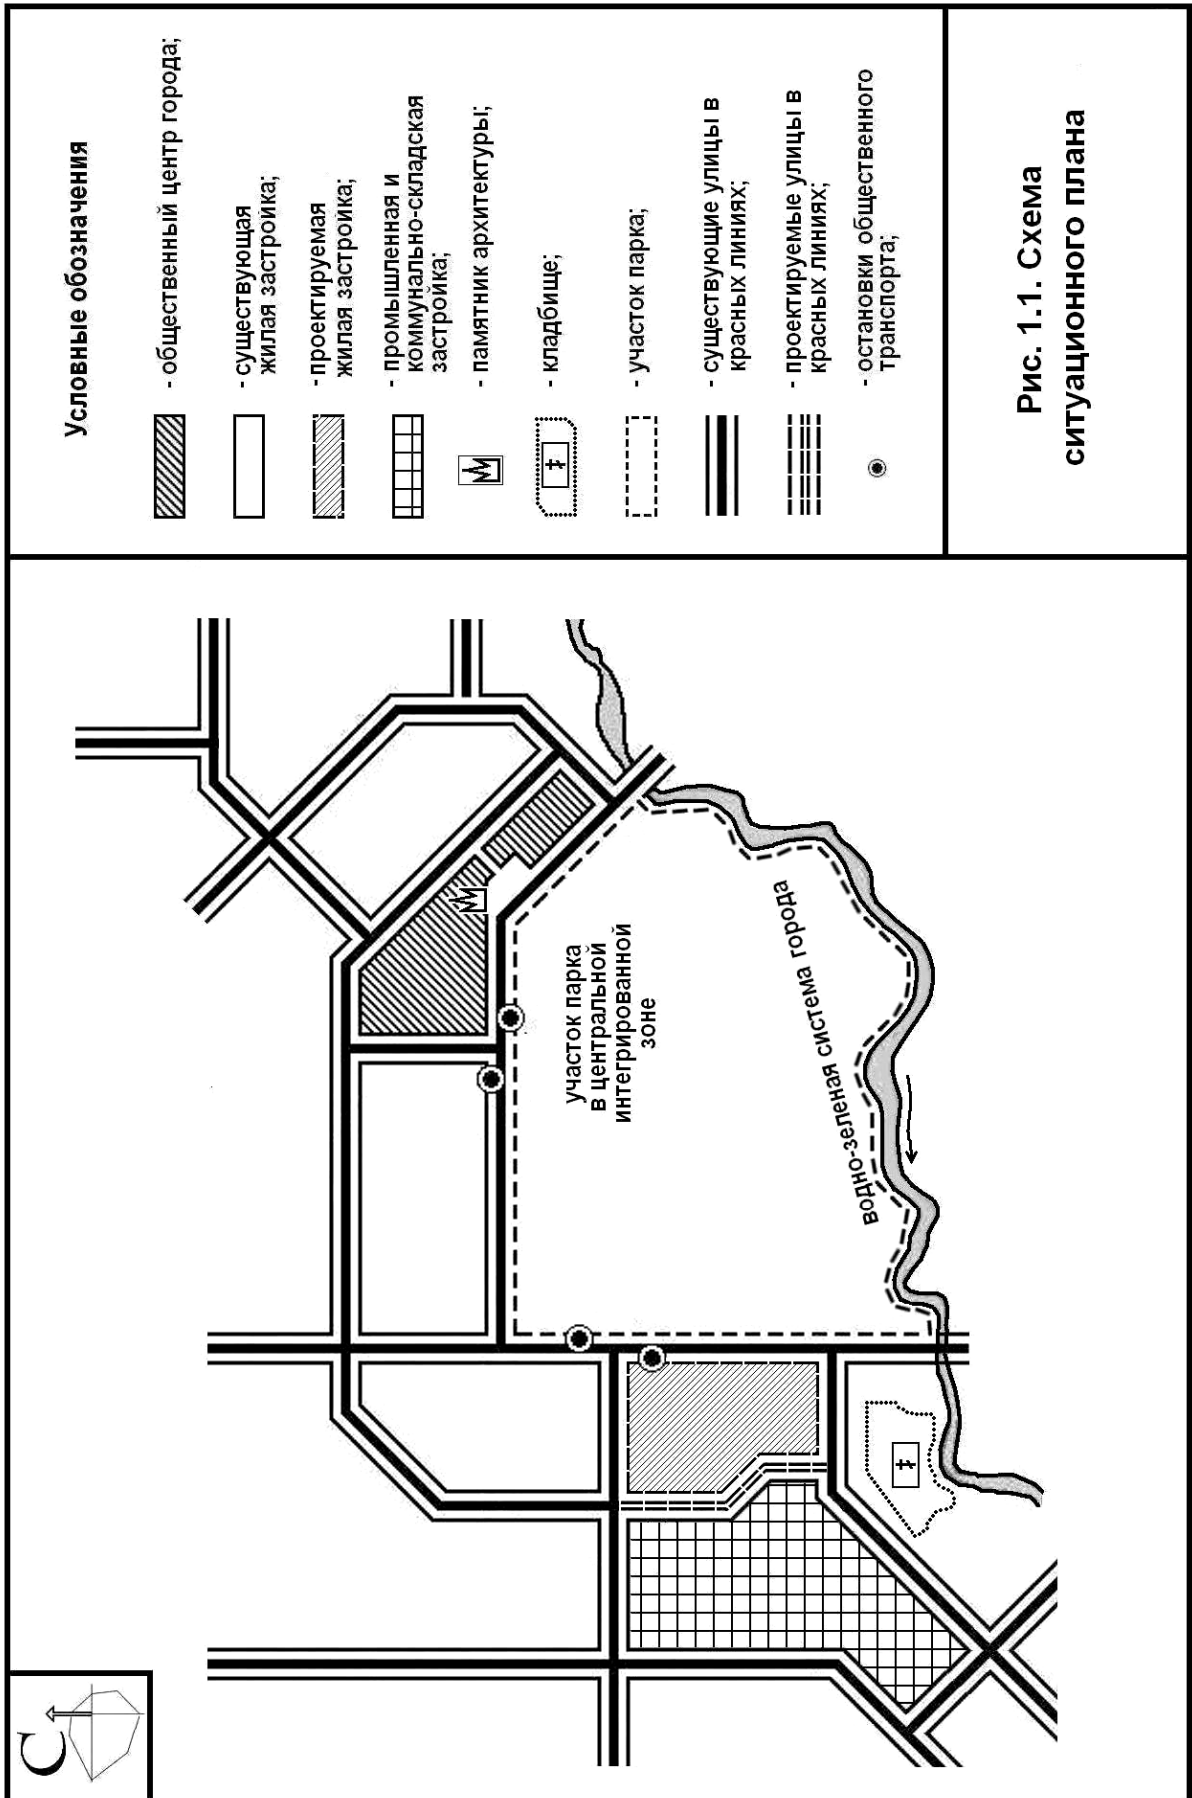 С
участок парка
в центральной
интегрированной
зоне
водно-зеленая система города
Условные обозначения
- общественный центр города;
- существующая
жилая застройка;
- проектируемая
жилая застройка;
- промышленная и
коммунально-складская
застройка;
- памятник архитектуры;
- кладбище;
- участок парка;
- существующие улицы в
красных линиях;
- проектируемые улицы в
красных линиях;
- остановки общественного
транспорта;
Рис. 1.1. Схема
ситуационного плана